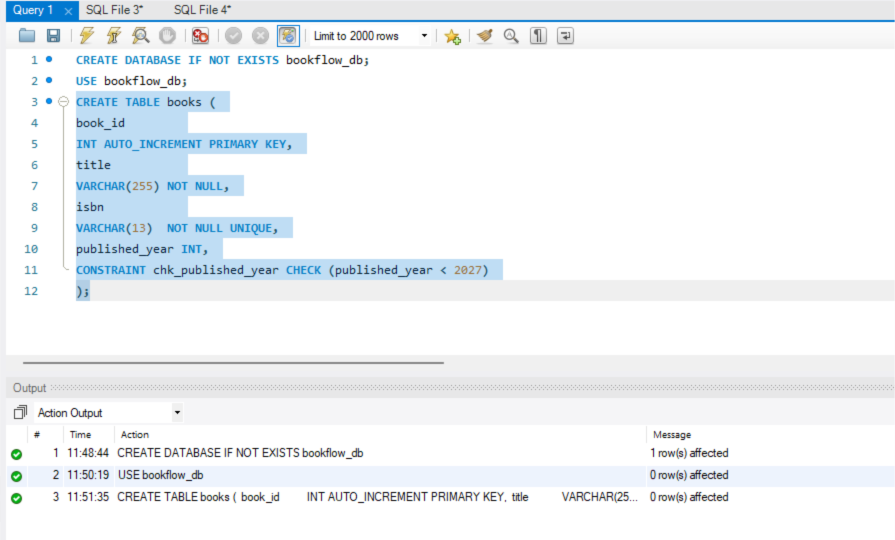 Query 1 × SQL File 3* SQL File 4*
Limit to 2000 rows
1 CREATE DATABASE IF NOT EXISTS bookflow_db;
2 USE bookflow_db;
3 CREATE TABLE books (
4 book_id
5 INT AUTO_INCREMENT PRIMARY KEY,
6 title
7 VARCHAR(255) NOT NULL,
8 isbn
9 VARCHAR(13)  NOT NULL UNIQUE,
10 published_year INT,
11 CONSTRAINT chk_published_year CHECK (published_year < 2027)
12 );
Output
Action Output
# Time Action Message
1 11:48:44 CREATE DATABASE IF NOT EXISTS bookflow_db 1 row(s) affected
2 11:50:19 USE bookflow_db 0 row(s) affected
3 11:51:35 CREATE TABLE books ( book_id INT AUTO_INCREMENT PRIMARY KEY, title VARCHAR(25... 0 row(s) affected